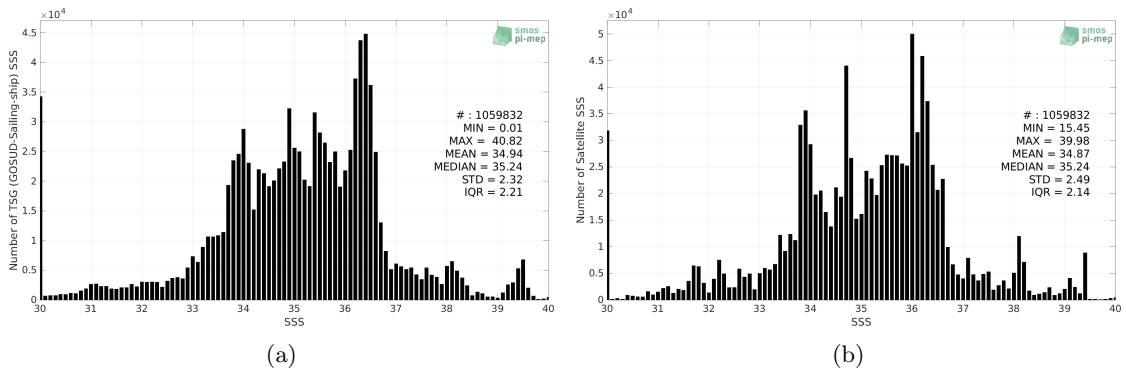 ×10⁴
4.5
4
3.5
3
2.5
2
1.5
1
0.5
0
Number of TSG (GOSUD-Sailing-ship) SSS
smos
pi-mep
# : 1059832
MIN = 0.01
MAX = 40.82
MEAN = 34.94
MEDIAN = 35.24
STD = 2.32
IQR = 2.21
30 31 32 33 34 35 36 37 38 39 40
SSS
(a)
×10⁴
5
4.5
4
3.5
3
2.5
2
1.5
1
0.5
0
Number of Satellite SSS
smos
pi-mep
# : 1059832
MIN = 15.45
MAX = 39.98
MEAN = 34.87
MEDIAN = 35.24
STD = 2.49
IQR = 2.14
30 31 32 33 34 35 36 37 38 39 40
SSS
(b)